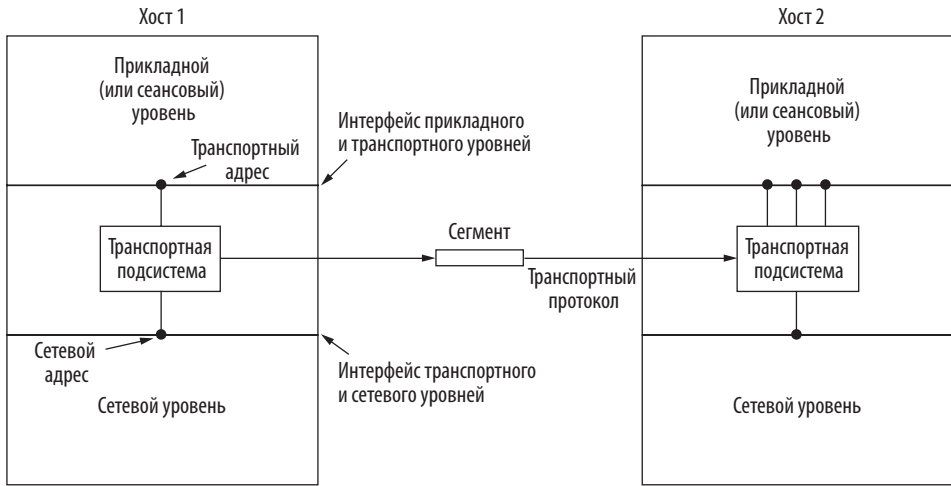 Хост 1
Хост 2
Прикладной
(или сеансовый)
уровень
Прикладной
(или сеансовый)
уровень
Интерфейс прикладного
и транспортного уровней
Транспортный
адрес
Транспортная
подсистема
Сегмент
Транспортный
протокол
Транспортная
подсистема
Сетевой
адрес
Интерфейс транспортного
и сетевого уровней
Сетевой уровень
Сетевой уровень